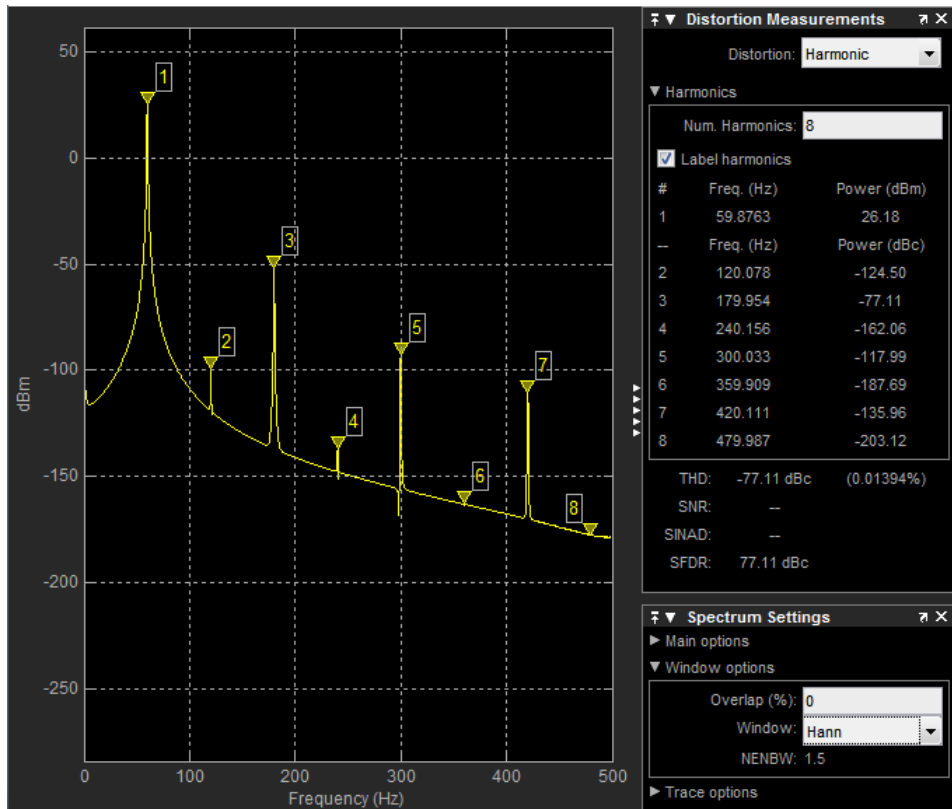 50
0
-50
-100
-150
-200
-250
dBm
0 100 200 300 400 500
Frequency (Hz)
1
2
3
4
5
6
7
8
Distortion Measurements
Distortion: Harmonic
Harmonics
Num. Harmonics: 8
Label harmonics
# Freq. (Hz) Power (dBm)
1 59.8763 26.18
-- Freq. (Hz) Power (dBc)
2 120.078 -124.50
3 179.954 -77.11
4 240.156 -162.06
5 300.033 -117.99
6 359.909 -187.69
7 420.111 -135.96
8 479.987 -203.12
THD: -77.11 dBc (0.01394%)
SNR: --
SINAD: --
SFDR: 77.11 dBc
Spectrum Settings
Main options
Window options
Overlap (%): 0
Window: Hann
NENBW: 1.5
Trace options